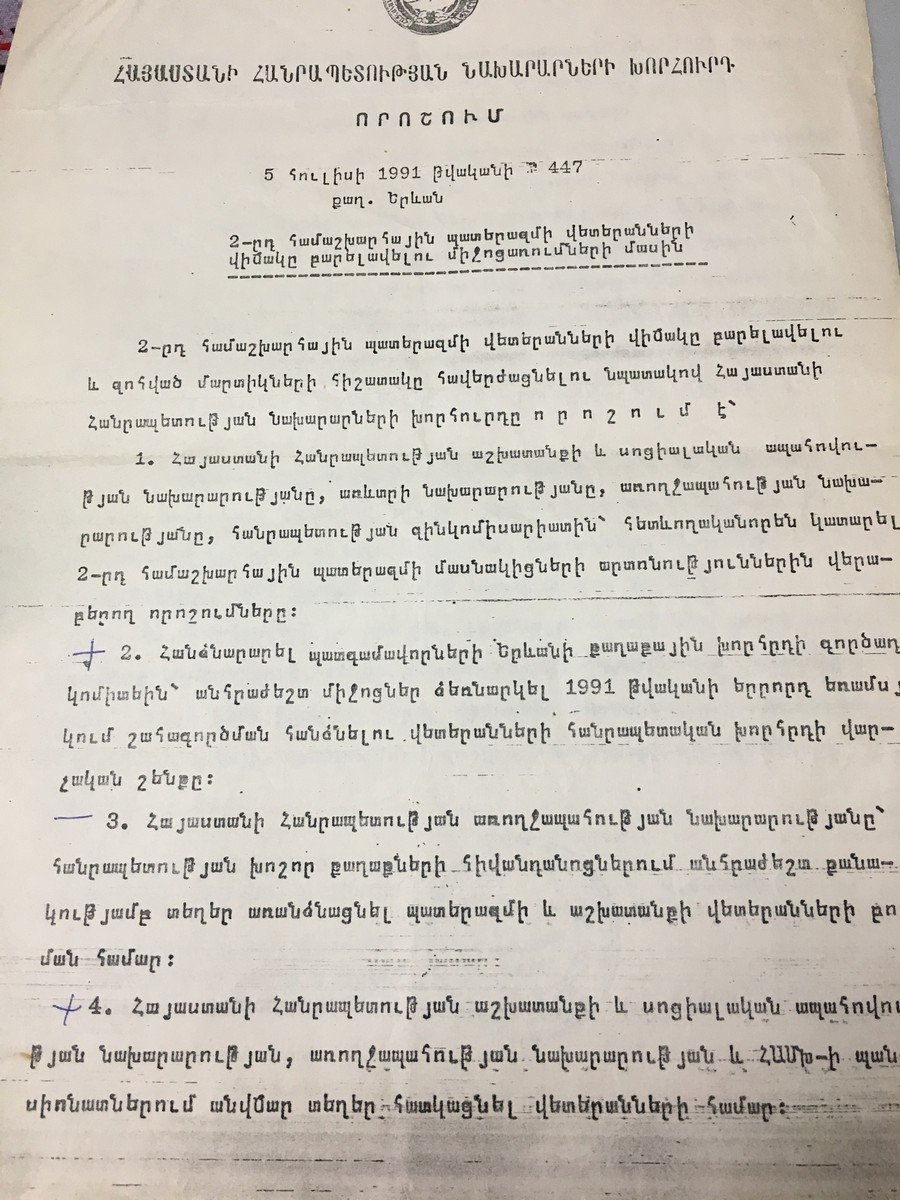 ՀԱՅԱՍՏԱՆԻ ՀԱՆՐԱՊԵՏՈՒԹՅԱՆ ՆԱԽԱՐԱՐՆԵՐԻ ԽՈՐՀՈՒՐԴ
Ո Ր Ո Շ ՈՒ Մ
5 հուլիսի 1991 թվականի № 447
քաղ. Երևան
2-րդ համաշխարհային պատերազմի վետերանների
վիճակը բարելավելու միջոցառումների մասին
2-րդ համաշխարհային պատերազմի վետերանների վիճակը բարելավելու
և զոհված մարտիկների հիշատակը հավերժացնելու նպատակով Հայաստանի
Հանրապետության նախարարների խորհուրդը ո ր ո շ ու մ է՝
1. Հայաստանի Հանրապետության աշխատանքի և սոցիալական ապահովու-
թյան նախարարությանը, առևտրի նախարարությանը, առողջապահության նախա-
րարությանը, հանրապետության զինկոմիսարիատին՝ հետևողականորեն կատարել
2-րդ համաշխարհային պատերազմի մասնակիցների արտոնություններին վերա-
բերող որոշումները:
2. Հանձնարարել պատգամավորների Երևանի քաղաքային խորհրդի գործադ
կոմիտեին՝ անհրաժեշտ միջոցներ ձեռնարկել 1991 թվականի երրորդ եռամսյ
կում շահագործման հանձնելու վետերանների հանրապետական խորհրդի վար-
չական շենքը:
3. Հայաստանի Հանրապետության առողջապահության նախարարությանը՝
հանրապետության խոշոր քաղաքների հիվանդանոցներում անհրաժեշտ քանա-
կությամբ տեղեր առանձնացնել պատերազմի և աշխատանքի վետերանների բո
ման համար:
4. Հայաստանի Հանրապետության աշխատանքի և սոցիալական ապահովու
թյան նախարարության, առողջապահության նախարարության և ՀԱՄԽ-ի պան
սիոնատներում անվճար տեղեր հատկացնել վետերանների համար: